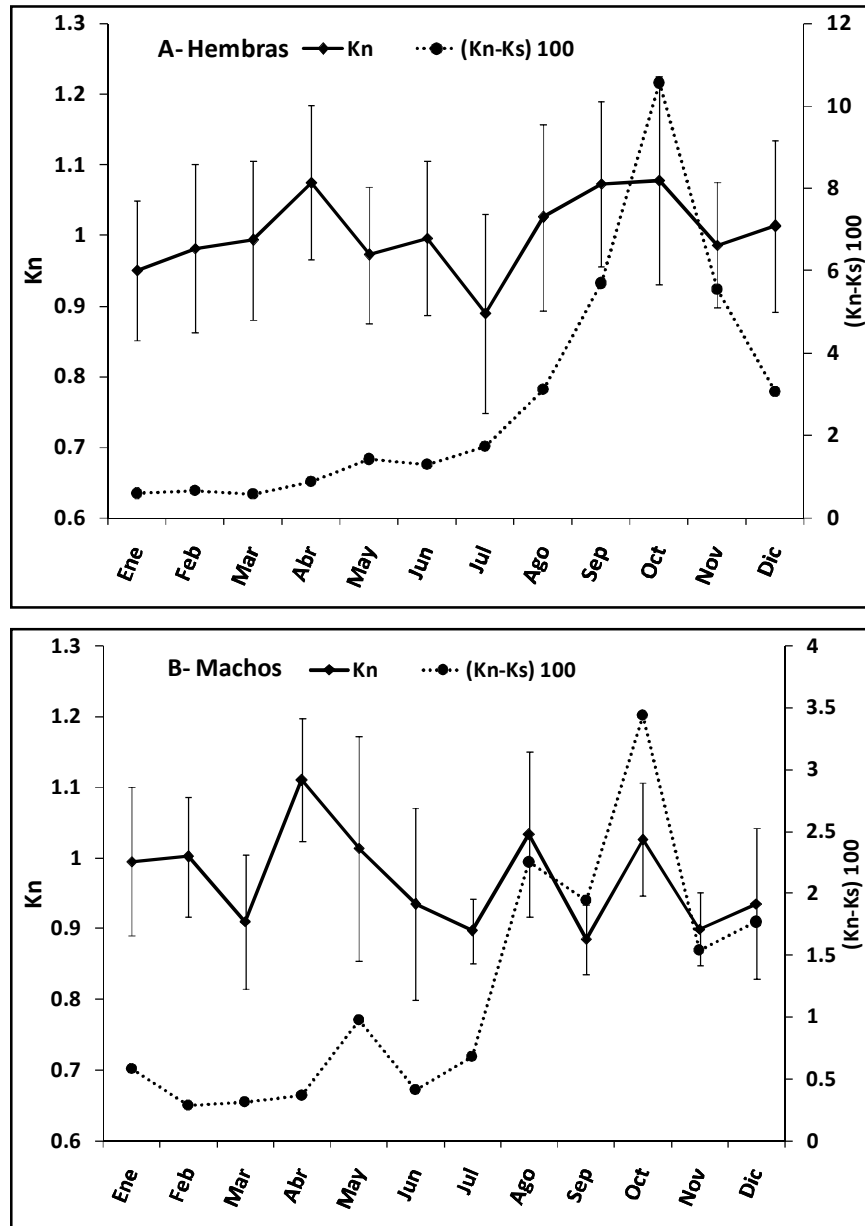 A- Hembras
Kn
(Kn-Ks) 100
1.3
1.2
1.1
1
0.9
0.8
0.7
0.6
Kn
12
10
8
6
4
2
0
(Kn-Ks) 100
Ene
Feb
Mar
Abr
May
Jun
Jul
Ago
Sep
Oct
Nov
Dic
B- Machos
Kn
(Kn-Ks) 100
1.3
1.2
1.1
1
0.9
0.8
0.7
0.6
Kn
4
3.5
3
2.5
2
1.5
1
0.5
0
(Kn-Ks) 100
Ene
Feb
Mar
Abr
May
Jun
Jul
Ago
Sep
Oct
Nov
Dic